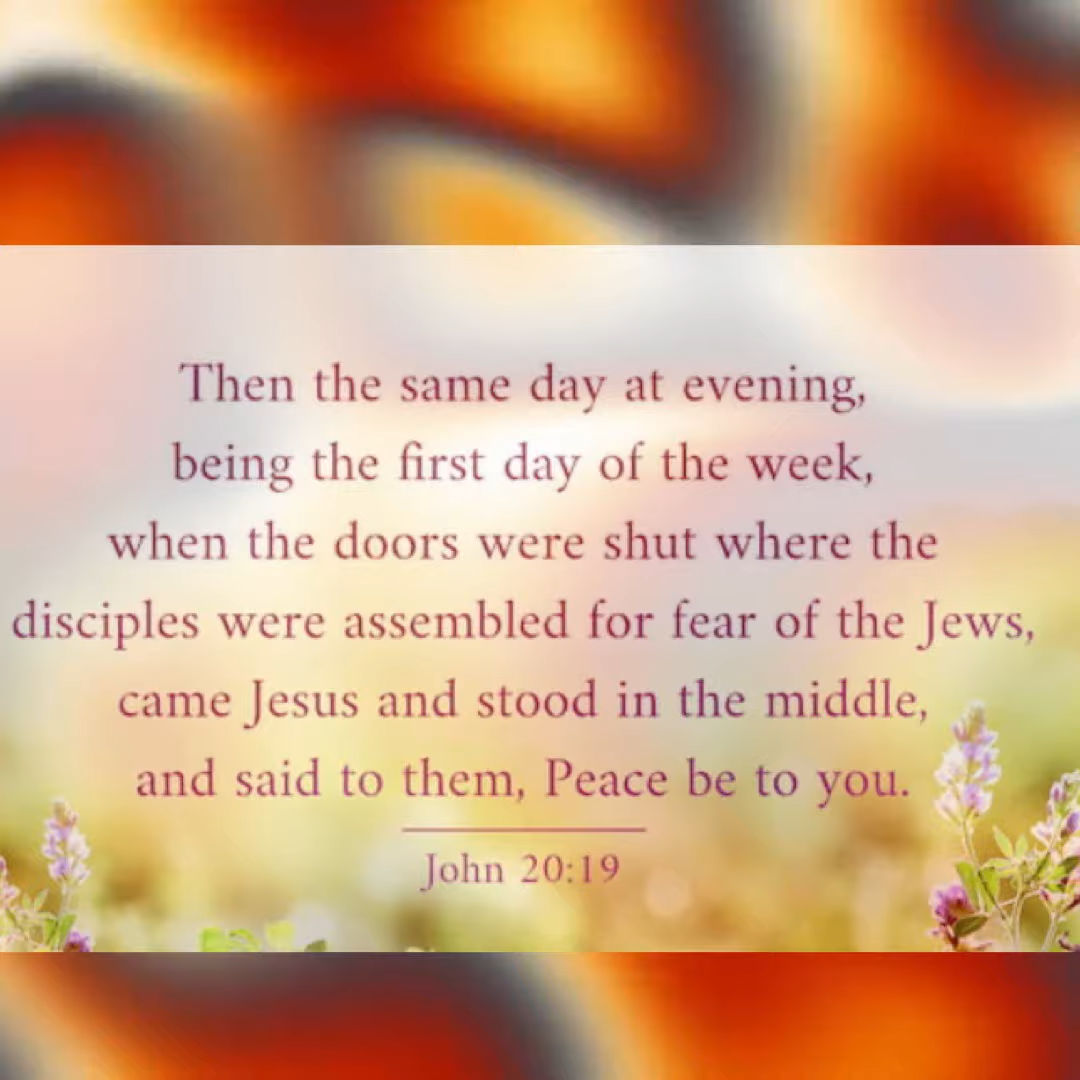 Then the same day at evening,
being the first day of the week,
when the doors were shut where the
disciples were assembled for fear of the Jews,
came Jesus and stood in the middle,
and said to them, Peace be to you.
John 20:19